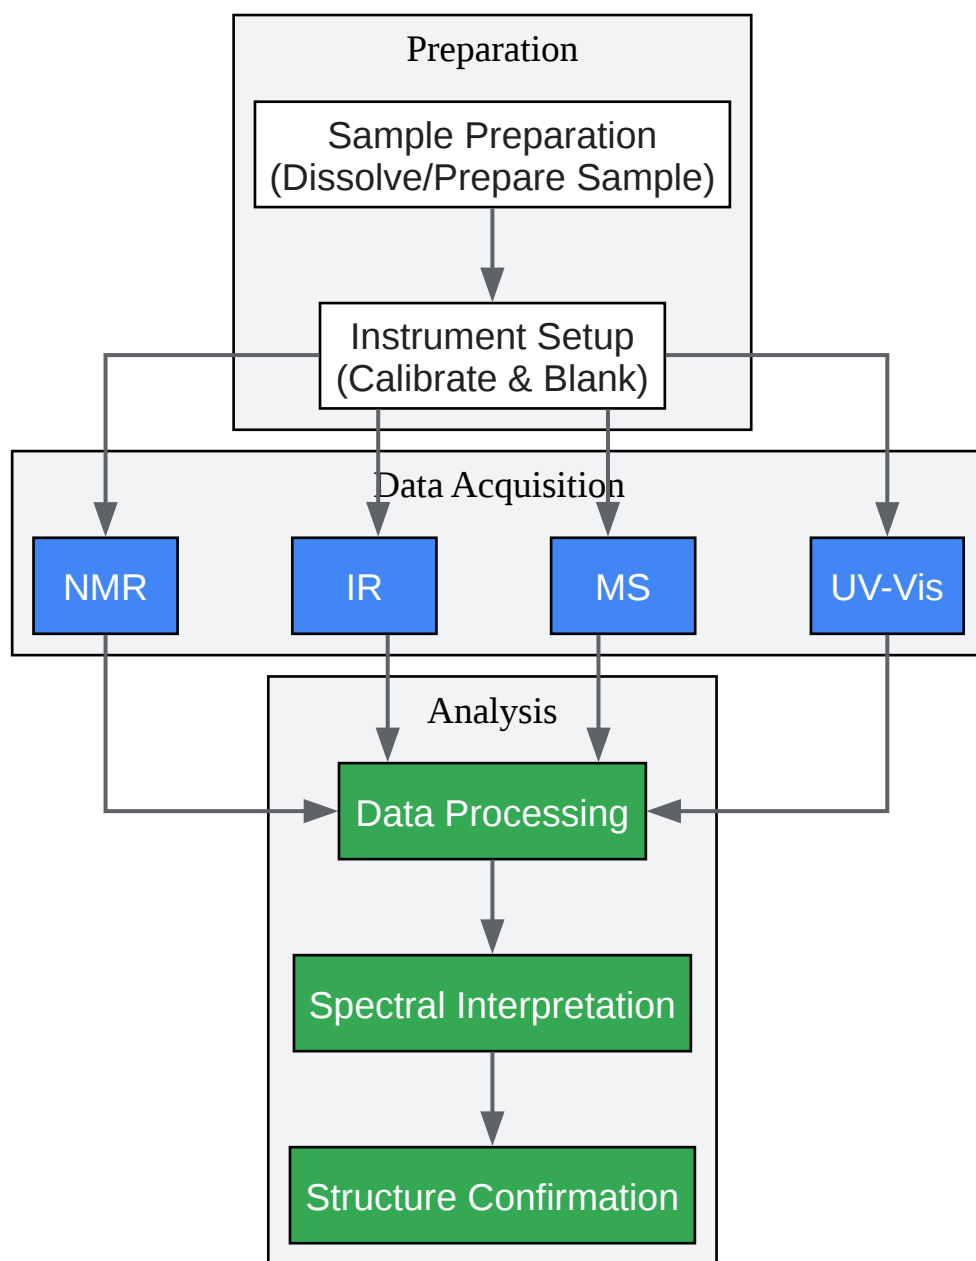 Preparation
Sample Preparation
(Dissolve/Prepare Sample)
Instrument Setup
(Calibrate & Blank)
Data Acquisition
NMR
IR
MS
UV-Vis
Analysis
Data Processing
Spectral Interpretation
Structure Confirmation